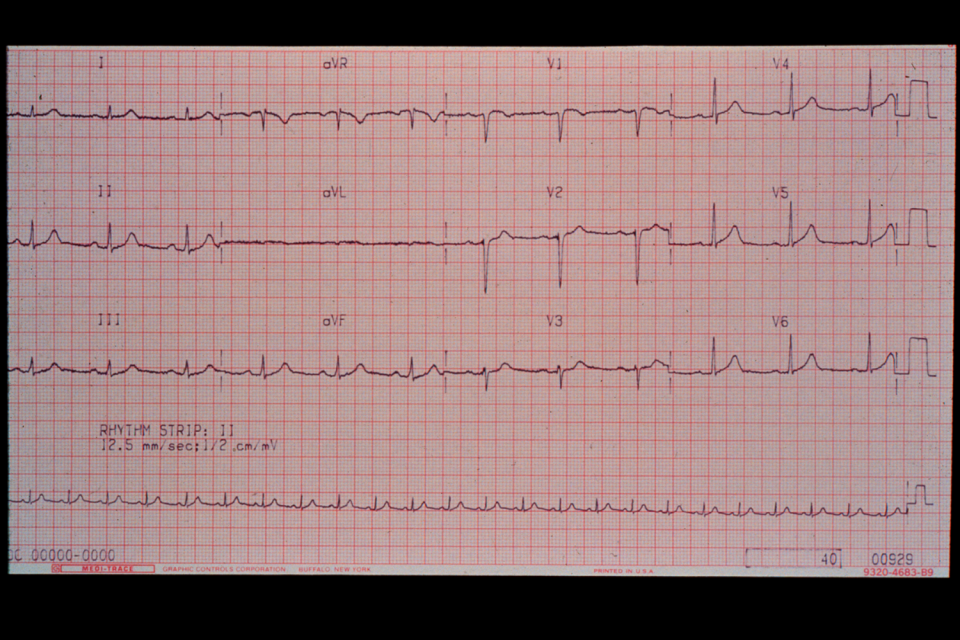 I aVR V1 V4
II aVL V2 V5
III aVF V3 V6
RHYTHM STRIP: II
12.5 mm/sec;1/2 cm/mV
00000-0000
MEDI-TRACE GRAPHIC CONTROLS CORPORATION BUFFALO, NEW YORK PRINTED IN U.S.A.
40 00929
9320-4683-89